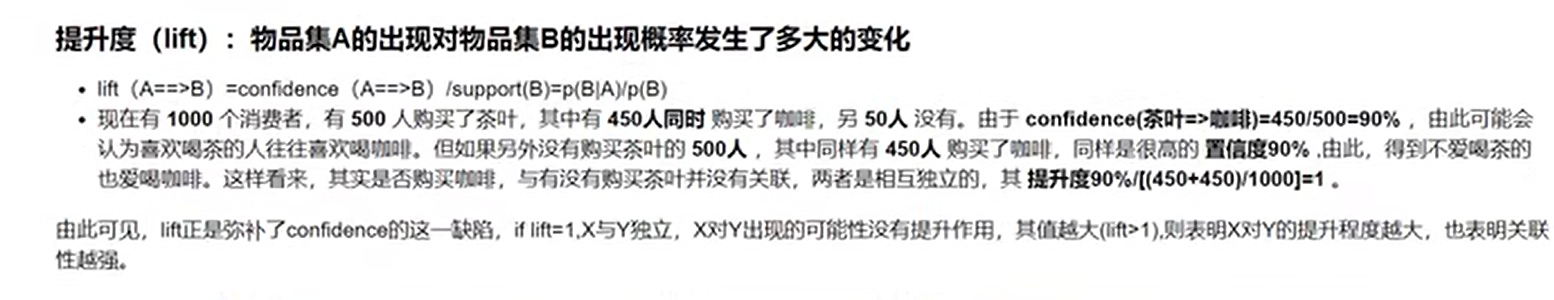 提升度（lift）：物品集A的出现对物品集B的出现概率发生了多大的变化
• lift（A==>B）=confidence（A==>B）/support(B)=p(B|A)/p(B)
• 现在有 1000 个消费者，有 500 人购买了茶叶，其中有 450人同时 购买了咖啡，另 50人 没有。由于 confidence(茶叶=>咖啡)=450/500=90% ，由此可能会
认为喜欢喝茶的人往往喜欢喝咖啡。但如果另外没有购买茶叶的 500人 ，其中同样有 450人 购买了咖啡，同样是很高的 置信度90% ,由此，得到不爱喝茶的
也爱喝咖啡。这样看来，其实是否购买咖啡，与有没有购买茶叶并没有关联，两者是相互独立的，其 提升度90%/[(450+450)/1000]=1 。
由此可见，lift正是弥补了confidence的这一缺陷，if lift=1,X与Y独立，X对Y出现的可能性没有提升作用，其值越大(lift>1),则表明X对Y的提升程度越大，也表明关联
性越强。